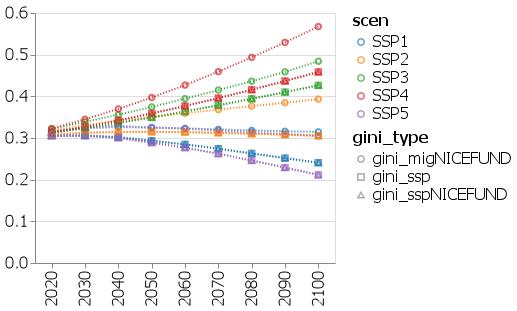 0.6
0.5
0.4
0.3
0.2
0.1
0.0
2020
2030
2040
2050
2060
2070
2080
2090
2100
scen
SSP1
SSP2
SSP3
SSP4
SSP5
gini_type
gini_migNICEFUND
gini_ssp
gini_sspNICEFUND